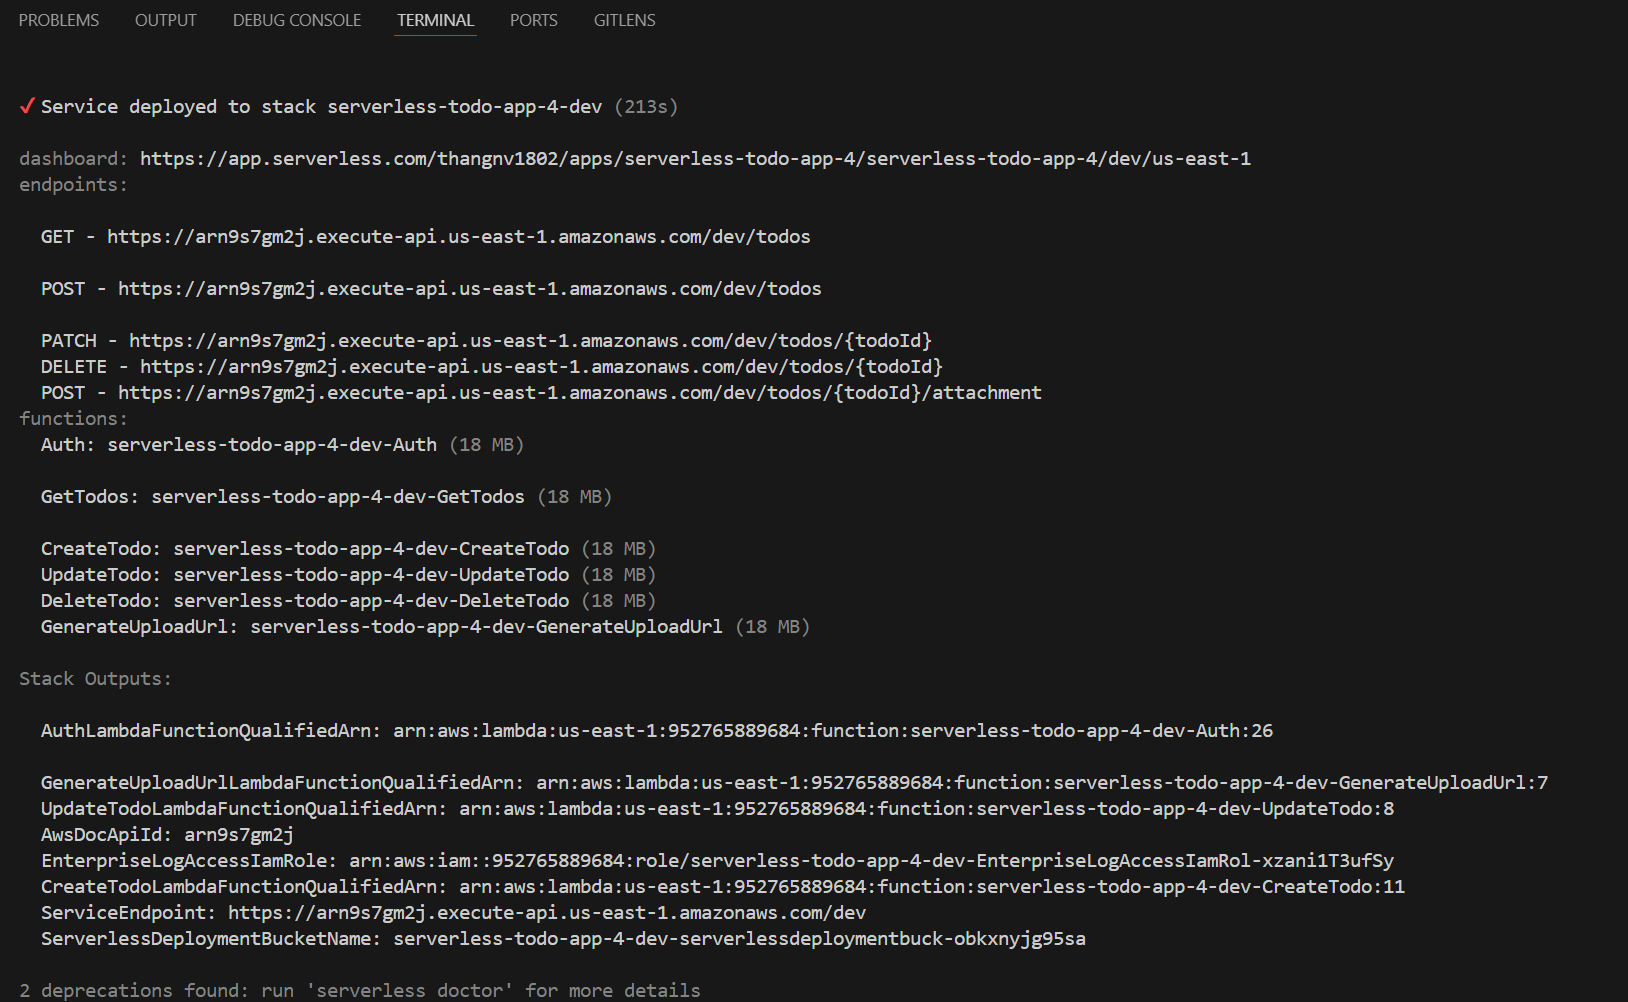 PROBLEMS OUTPUT DEBUG CONSOLE TERMINAL PORTS GITLENS
✓ Service deployed to stack serverless-todo-app-4-dev (213s)
dashboard: https://app.serverless.com/thangnv1802/apps/serverless-todo-app-4/serverless-todo-app-4/dev/us-east-1
endpoints:
GET - https://arn9s7gm2j.execute-api.us-east-1.amazonaws.com/dev/todos
POST - https://arn9s7gm2j.execute-api.us-east-1.amazonaws.com/dev/todos
PATCH - https://arn9s7gm2j.execute-api.us-east-1.amazonaws.com/dev/todos/{todoId}
DELETE - https://arn9s7gm2j.execute-api.us-east-1.amazonaws.com/dev/todos/{todoId}
POST - https://arn9s7gm2j.execute-api.us-east-1.amazonaws.com/dev/todos/{todoId}/attachment
functions:
Auth: serverless-todo-app-4-dev-Auth (18 MB)
GetTodos: serverless-todo-app-4-dev-GetTodos (18 MB)
CreateTodo: serverless-todo-app-4-dev-CreateTodo (18 MB)
UpdateTodo: serverless-todo-app-4-dev-UpdateTodo (18 MB)
DeleteTodo: serverless-todo-app-4-dev-DeleteTodo (18 MB)
GenerateUploadUrl: serverless-todo-app-4-dev-GenerateUploadUrl (18 MB)
Stack Outputs:
AuthLambdaFunctionQualifiedArn: arn:aws:lambda:us-east-1:952765889684:function:serverless-todo-app-4-dev-Auth:26
GenerateUploadUrlLambdaFunctionQualifiedArn: arn:aws:lambda:us-east-1:952765889684:function:serverless-todo-app-4-dev-GenerateUploadUrl:7
UpdateTodoLambdaFunctionQualifiedArn: arn:aws:lambda:us-east-1:952765889684:function:serverless-todo-app-4-dev-UpdateTodo:8
AwsDocApiId: arn9s7gm2j
EnterpriseLogAccessIamRole: arn:aws:iam::952765889684:role/serverless-todo-app-4-dev-EnterpriseLogAccessIamRol-xzani1T3ufSy
CreateTodoLambdaFunctionQualifiedArn: arn:aws:lambda:us-east-1:952765889684:function:serverless-todo-app-4-dev-CreateTodo:11
ServiceEndpoint: https://arn9s7gm2j.execute-api.us-east-1.amazonaws.com/dev
ServerlessDeploymentBucketName: serverless-todo-app-4-dev-serverlessdeploymentbuck-obkxnyjg95sa
2 deprecations found: run 'serverless doctor' for more details